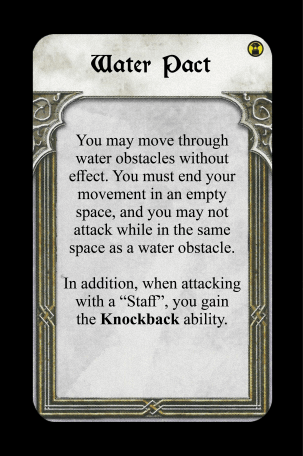 Water Pact
You may move through
water obstacles without
effect. You must end your
movement in an empty
space, and you may not
attack while in the same
space as a water obstacle.
In addition, when attacking
with a “Staff”, you gain
the Knockback ability.